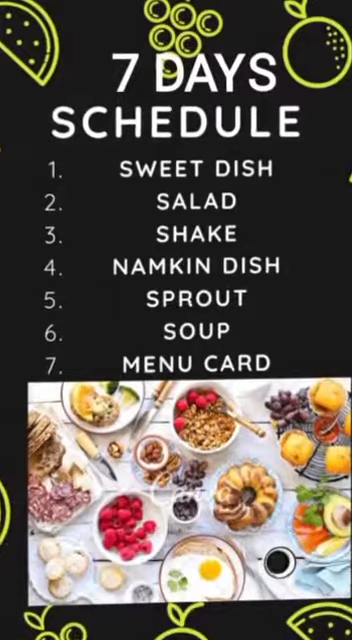 7 DAYS
SCHEDULE
1. SWEET DISH
2. SALAD
3. SHAKE
4. NAMKIN DISH
5. SPROUT
6. SOUP
7. MENU CARD